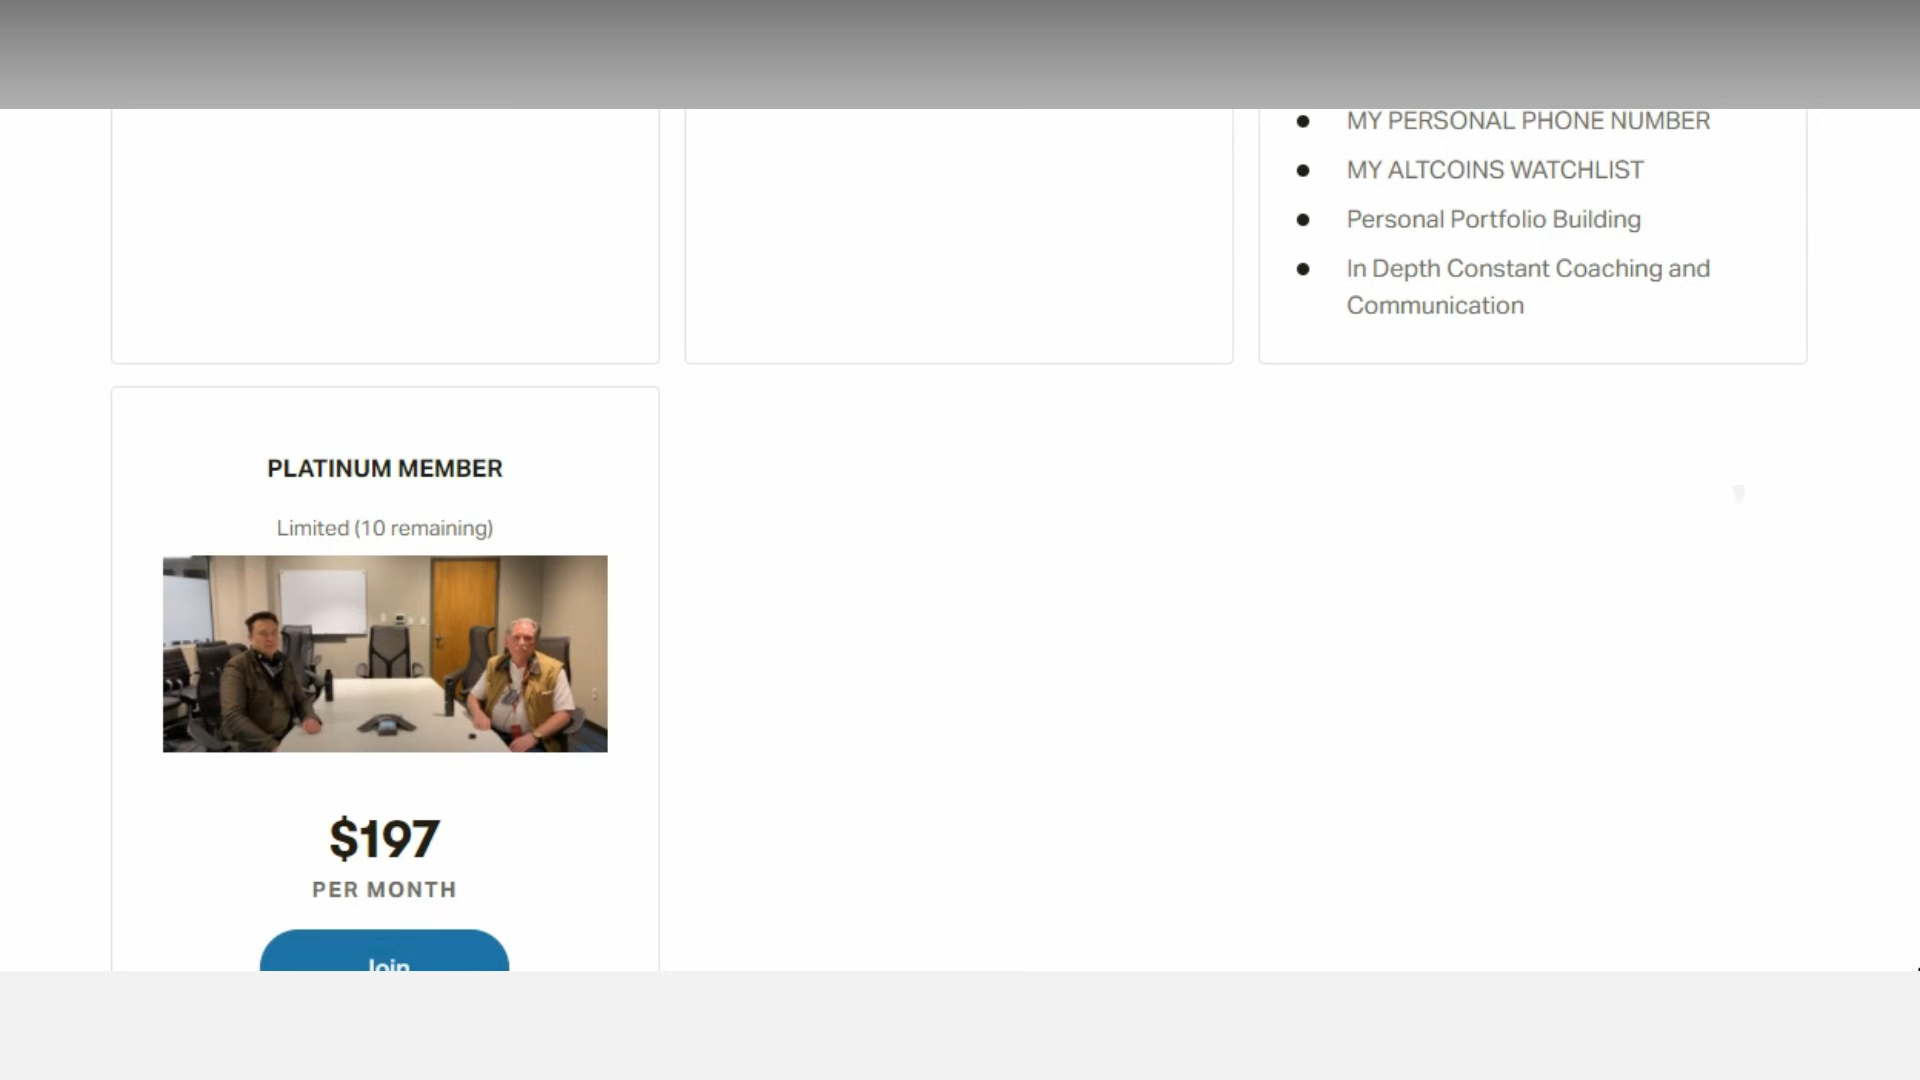 MY PERSONAL PHONE NUMBER
MY ALTCOINS WATCHLIST
Personal Portfolio Building
In Depth Constant Coaching and
Communication
PLATINUM MEMBER
Limited (10 remaining)
$197
PER MONTH
Join